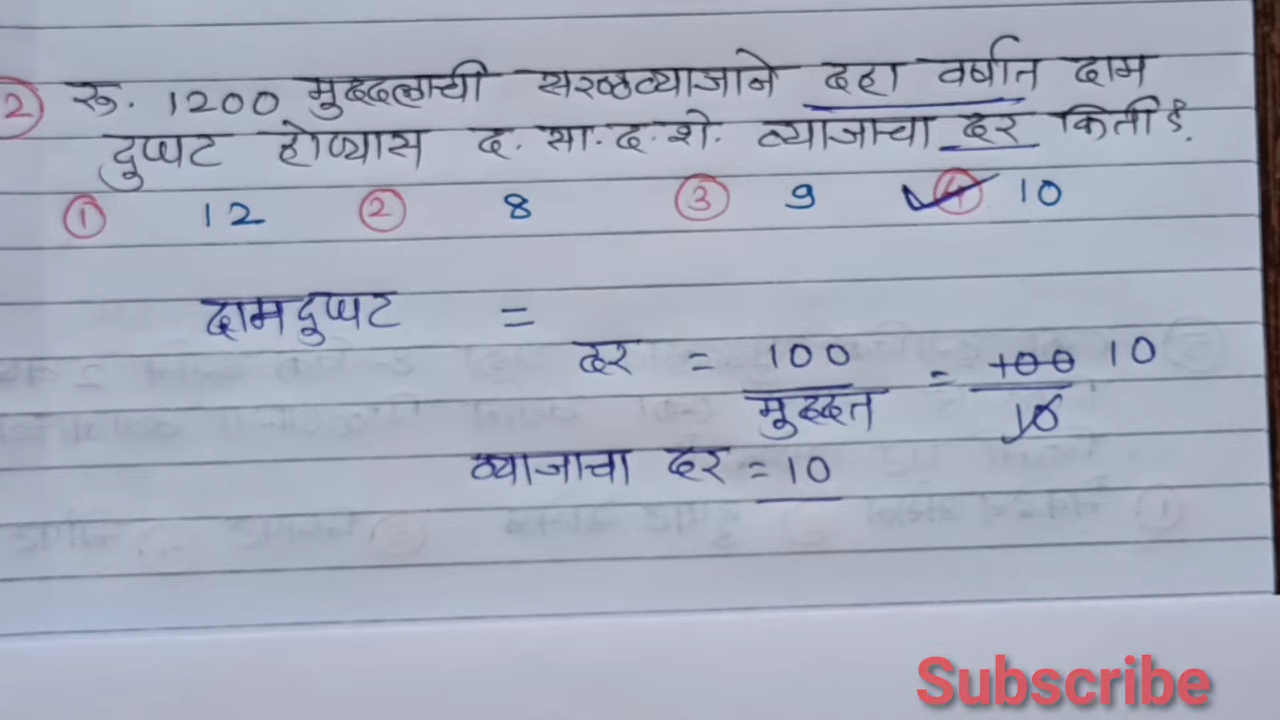 2 रू. 1200 मुद्दलाची सरळव्याजाने दहा वर्षात दाम
दुप्पट होण्यास द. सा. द. शे. व्याजाचा दर किती?
① 12 ② 8 ③ 9 ④ 10
दामदुप्पट =
दर = 100 / मुद्दत = 100 / 10 10
व्याजाचा दर = 10
Subscribe